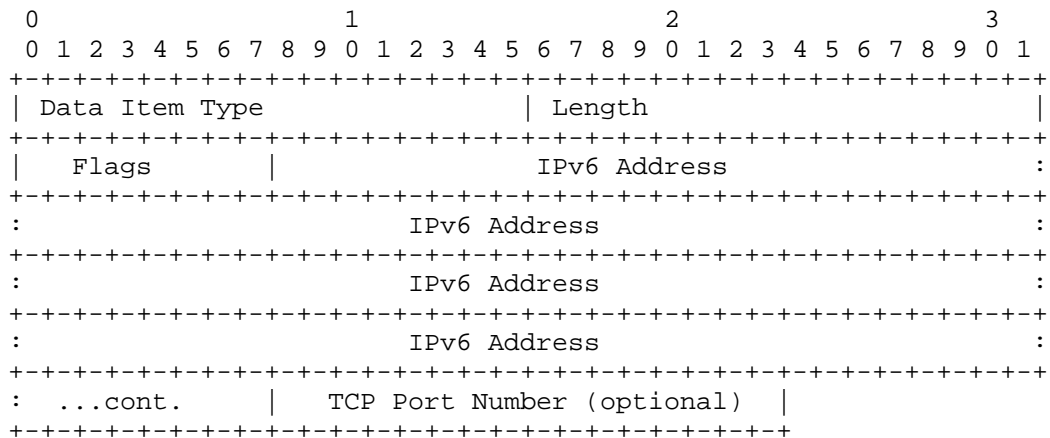 0                   1                   2                   3
 0 1 2 3 4 5 6 7 8 9 0 1 2 3 4 5 6 7 8 9 0 1 2 3 4 5 6 7 8 9 0 1
+-+-+-+-+-+-+-+-+-+-+-+-+-+-+-+-+-+-+-+-+-+-+-+-+-+-+-+-+-+-+-+-+
| Data Item Type                | Length                        |
+-+-+-+-+-+-+-+-+-+-+-+-+-+-+-+-+-+-+-+-+-+-+-+-+-+-+-+-+-+-+-+-+
|   Flags       |                IPv6 Address                   :
+-+-+-+-+-+-+-+-+-+-+-+-+-+-+-+-+-+-+-+-+-+-+-+-+-+-+-+-+-+-+-+-+
:                        IPv6 Address                           :
+-+-+-+-+-+-+-+-+-+-+-+-+-+-+-+-+-+-+-+-+-+-+-+-+-+-+-+-+-+-+-+-+
:                        IPv6 Address                           :
+-+-+-+-+-+-+-+-+-+-+-+-+-+-+-+-+-+-+-+-+-+-+-+-+-+-+-+-+-+-+-+-+
:                        IPv6 Address                           :
+-+-+-+-+-+-+-+-+-+-+-+-+-+-+-+-+-+-+-+-+-+-+-+-+-+-+-+-+-+-+-+-+
:  ...cont.     |   TCP Port Number (optional)  |
+-+-+-+-+-+-+-+-+-+-+-+-+-+-+-+-+-+-+-+-+-+-+-+-+